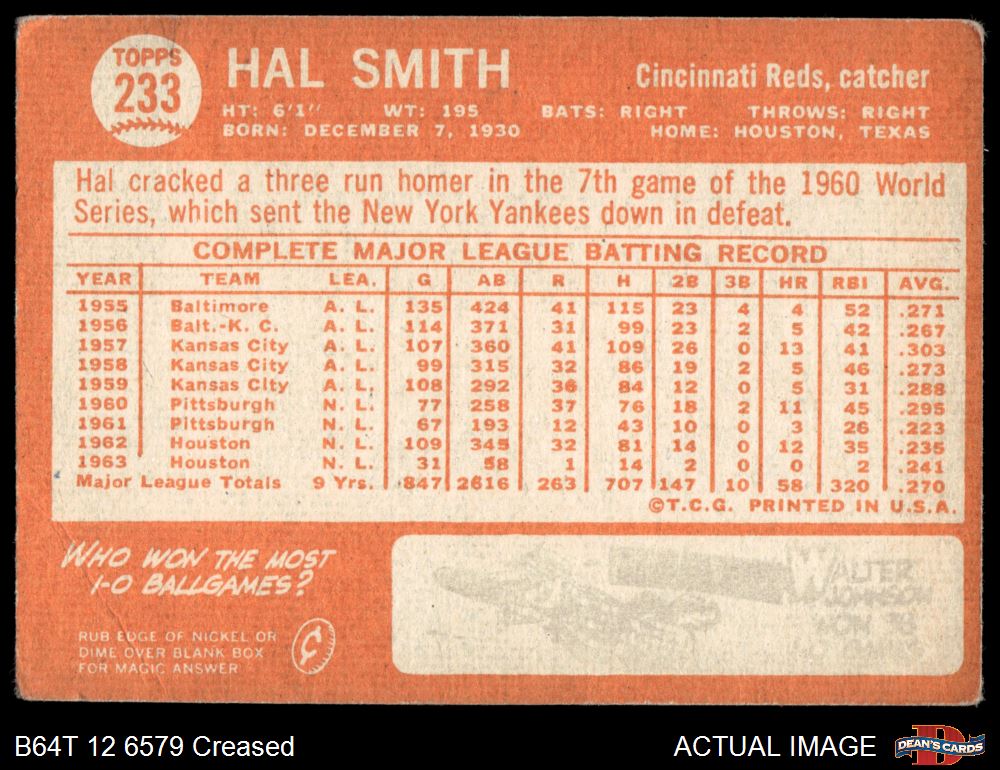 TOPPS
233
HAL SMITH
Cincinnati Reds, catcher
HT: 6'1" WT: 195 BATS: RIGHT THROWS: RIGHT
BORN: DECEMBER 7, 1930 HOME: HOUSTON, TEXAS
Hal cracked a three run homer in the 7th game of the 1960 World
Series, which sent the New York Yankees down in defeat.
COMPLETE MAJOR LEAGUE BATTING RECORD
YEAR TEAM LEA. G AB R H 2B 3B HR RBI AVG.
1955 Baltimore A. L. 135 424 41 115 23 4 4 52 .271
1956 Balt.-K. C. A. L. 114 371 31 99 23 2 5 42 .267
1957 Kansas City A. L. 107 360 41 109 26 0 13 41 .303
1958 Kansas City A. L. 99 315 32 86 19 2 5 46 .273
1959 Kansas City A. L. 108 292 36 84 12 0 5 31 .288
1960 Pittsburgh N. L. 77 258 37 76 18 2 11 45 .295
1961 Pittsburgh N. L. 67 193 12 43 10 0 3 26 .223
1962 Houston N. L. 109 345 32 81 14 0 12 35 .235
1963 Houston N. L. 31 58 1 14 2 0 0 2 .241
Major League Totals 9 Yrs. 847 2616 263 707 147 10 58 320 .270
©T.C.G. PRINTED IN U.S.A.
WHO WON THE MOST
1-0 BALLGAMES?
RUB EDGE OF NICKEL OR
DIME OVER BLANK BOX
FOR MAGIC ANSWER
WALTER
JOHNSON
WON 38
B64T 12 6579 Creased
ACTUAL IMAGE
DEAN'S CARDS